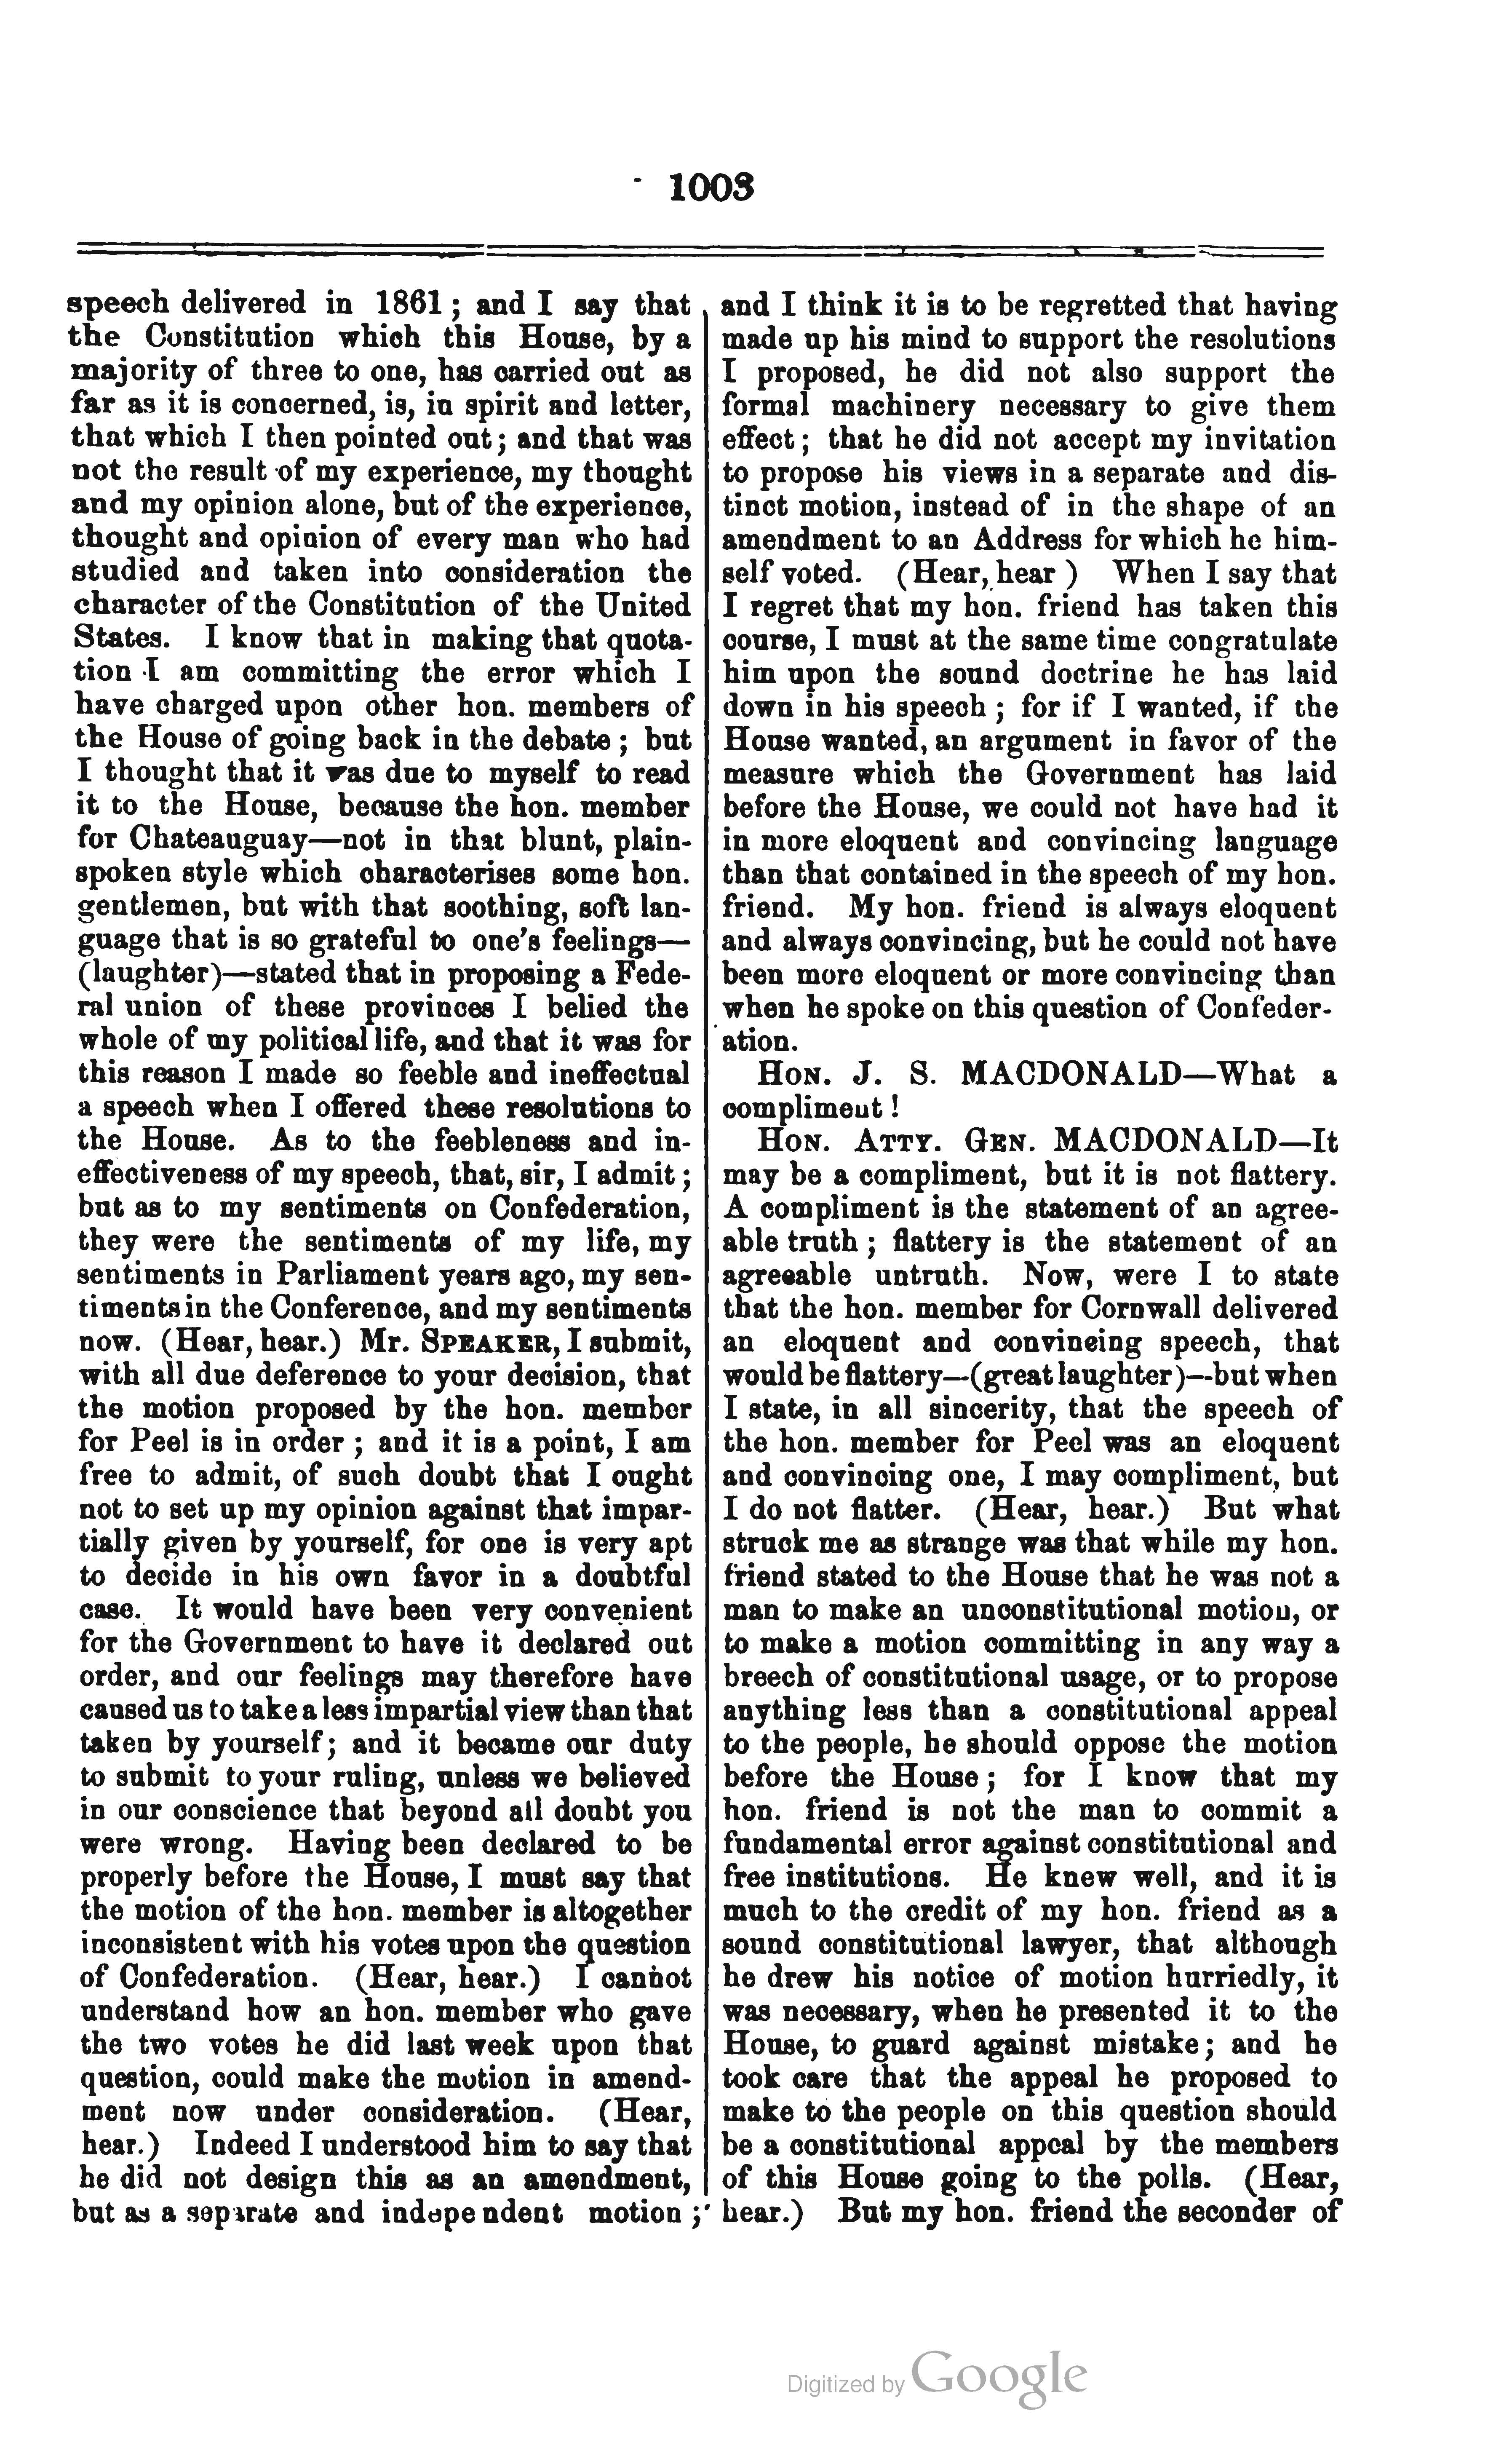 1003
speech delivered in 1861; and I say that
the Constitution which this House, by a
majority of three to one, has carried out as
far as it is concerned, is, in spirit and letter,
that which I then pointed out; and that was
not the result of my experience, my thought
and my opinion alone, but of the experience,
thought and opinion of every man who had
studied and taken into consideration the
character of the Constitution of the United
States. I know that in making that quota-
tion I am committing the error which I
have charged upon other hon. members of
the House of going back in the debate; but
I thought that it was due to myself to read
it to the House, because the hon. member
for Chateauguay—not in that blunt, plain-
spoken style which characterises some hon.
gentlemen, but with that soothing, soft lan-
guage that is so grateful to one's feelings—
(laughter)—stated that in proposing a Fede-
ral union of these provinces I belied the
whole of my political life, and that it was for
this reason I made so feeble and ineffectual
a speech when I offered these resolutions to
the House. As to the feebleness and in-
effectiveness of my speech, that, sir, I admit;
but as to my sentiments on Confederation,
they were the sentiments of my life, my
sentiments in Parliament years ago, my sen-
timents in the Conference, and my sentiments
now. (Hear, hear.) Mr. SPEAKER, I submit,
with all due deference to your decision, that
the motion proposed by the hon. member
for Peel is in order; and it is a point, I am
free to admit, of such doubt that I ought
not to set up my opinion against that impar-
tially given by yourself, for one is very apt
to decide in his own favor in a doubtful
case. It would have been very convenient
for the Government to have it declared out
order, and our feelings may therefore have
caused us to take a less impartial view than that
taken by yourself; and it became our duty
to submit to your ruling, unless we believed
in our conscience that beyond all doubt you
were wrong. Having been declared to be
properly before the House, I must say that
the motion of the hon. member is altogether
inconsistent with his votes upon the question
of Confederation. (Hear, hear.) I cannot
understand how an hon. member who gave
the two votes he did last week upon that
question, could make the motion in amend-
ment now under consideration. (Hear,
hear.) Indeed I understood him to say that
he did not design this as an amendment,
but as a separate and independent motion;
and I think it is to be regretted that having
made up his mind to support the resolutions
I proposed, he did not also support the
formal machinery necessary to give them
effect; that he did not accept my invitation
to propose his views in a separate and dis-
tinct motion, instead of in the shape of an
amendment to an Address for which he him-
self voted. (Hear, hear ) When I say that
I regret that my hon. friend has taken this
course, I must at the same time congratulate
him upon the sound doctrine he has laid
down in his speech; for if I wanted, if the
House wanted, an argument in favor of the
measure which the Government has laid
before the House, we could not have had it
in more eloquent and convincing language
than that contained in the speech of my hon.
friend. My hon. friend is always eloquent
and always convincing, but he could not have
been more eloquent or more convincing than
when he spoke on this question of Confeder-
ation.
HON. J. S. MACDONALD—What a
compliment!
HON. ATTY. GEN. MACDONALD—It
may be a compliment, but it is not flattery.
A compliment is the statement of an agree-
able truth; flattery is the statement of an
agreeable untruth. Now, were I to state
that the hon. member for Cornwall delivered
an eloquent and convincing speech, that
would be flattery—(great laughter)—but when
I state, in all sincerity, that the speech of
the hon. member for Peel was an eloquent
and convincing one, I may compliment, but
I do not flatter. (Hear, hear.) But what
struck me as strange was that while my hon.
friend stated to the House that he was not a
man to make an unconstitutional motion, or
to make a motion committing in any way a
breech of constitutional usage, or to propose
anything less than a constitutional appeal
to the people, he should oppose the motion
before the House; for I know that my
hon. friend is not the man to commit a
fundamental error against constitutional and
free institutions. He knew well, and it is
much to the credit of my hon. friend as a
sound constitutional lawyer, that although
he drew his notice of motion hurriedly, it
was necessary, when he presented it to the
House, to guard against mistake; and he
took care that the appeal he proposed to
make to the people on this question should
be a constitutional appeal by the members
of this House going to the polls. (Hear,
hear.) But my hon. friend the seconder of
Digitized by Google